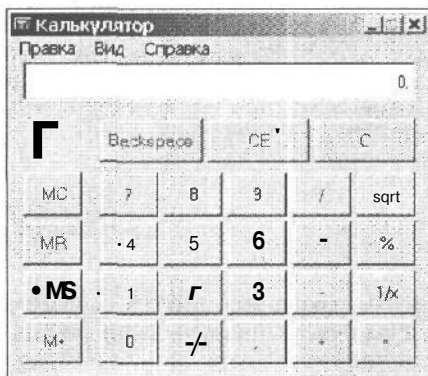 Калькулятор
Правка Вид Справка
0,
Г Backspace CE C
MC 7 8 9 / sqrt
MR 4 5 6 - %
• MS 1 г 3 - 1/x
M+ 0 -/- , + =